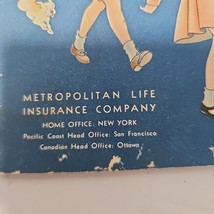 METROPOLITAN LIFE
INSURANCE COMPANY
HOME OFFICE: NEW YORK
Pacific Coast Head Office: San Francisco
Canadian Head Office: Ottawa